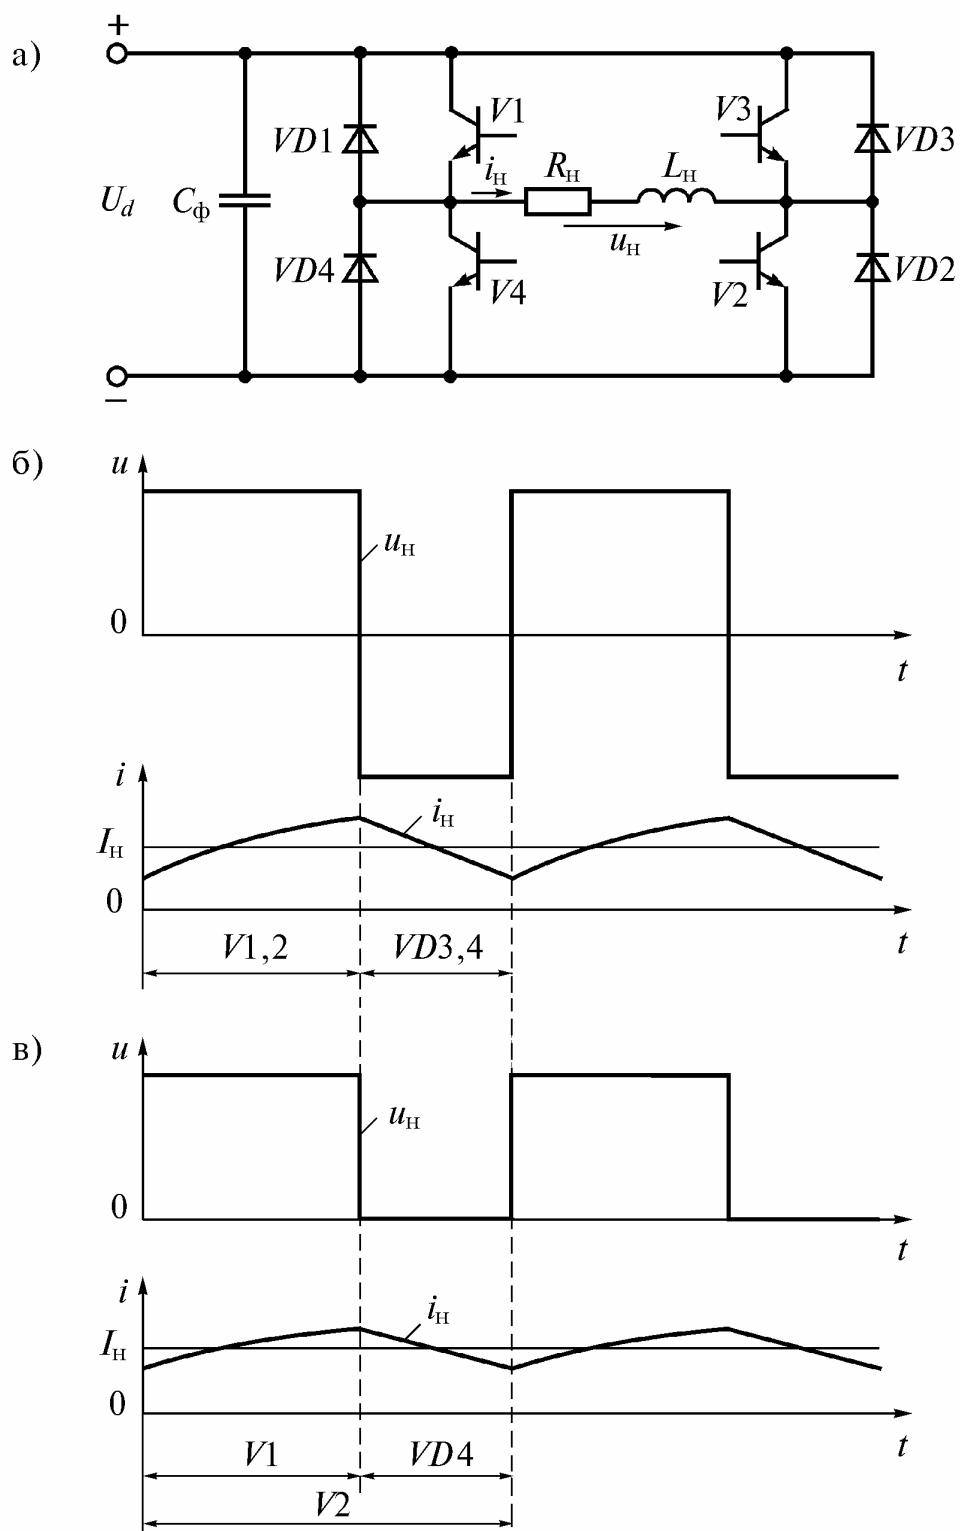 а)
+
V1
V3
VD1
VD3
iн
Rн
Lн
Ud
Cф
uн
VD4
V4
V2
VD2
−
б)
u
uн
0
t
i
iн
Iн
0
t
V1,2
VD3,4
в)
u
uн
0
t
i
iн
Iн
0
t
V1
VD4
V2